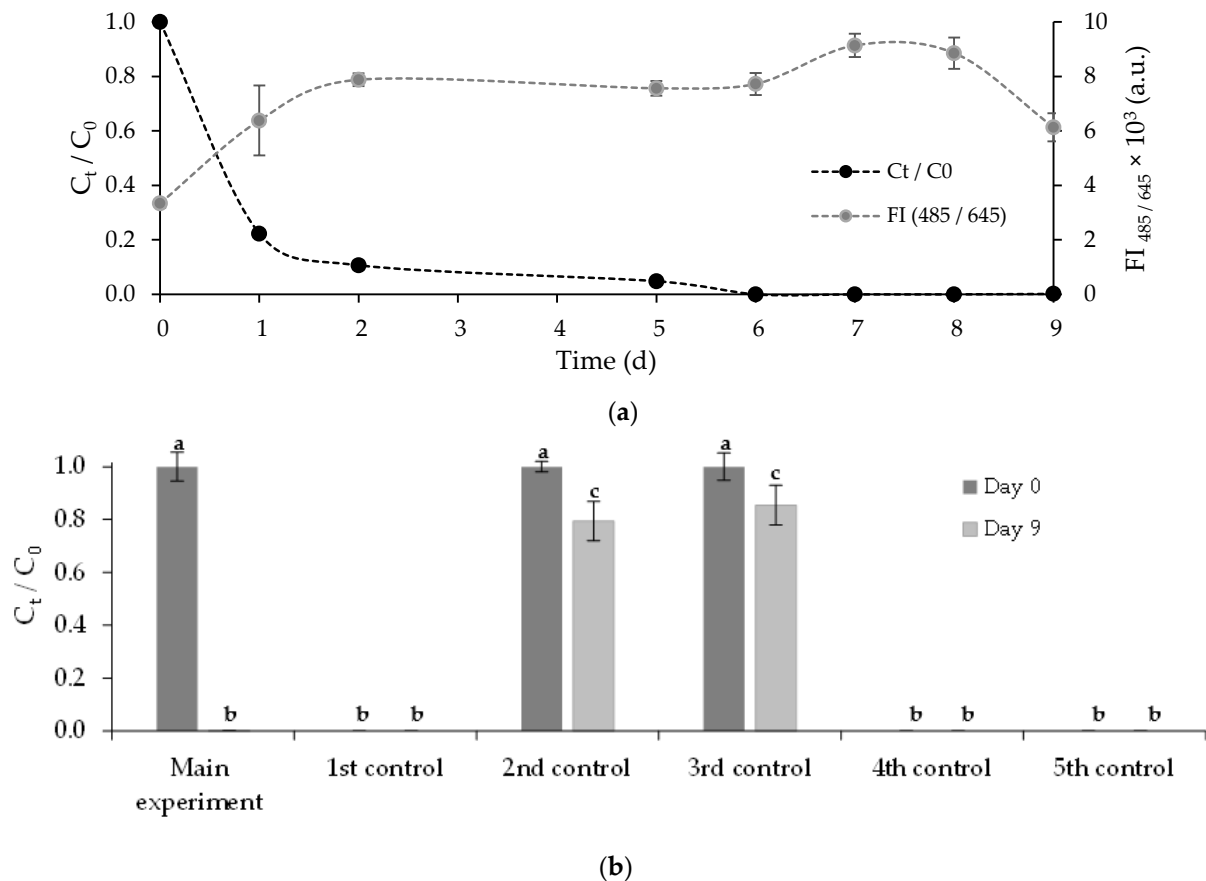 1.0
0.8
0.6
0.4
0.2
0.0
C_t / C_0
10
8
6
4
2
0
FI _485 / 645 × 10^3 (a.u.)
Ct / C0
FI (485 / 645)
0 1 2 3 4 5 6 7 8 9
Time (d)
(a)
1.0
0.8
0.6
0.4
0.2
0.0
C_t / C_0
a a a
c c
b b b b b b b
Day 0
Day 9
Main experiment
1st control
2nd control
3rd control
4th control
5th control
(b)